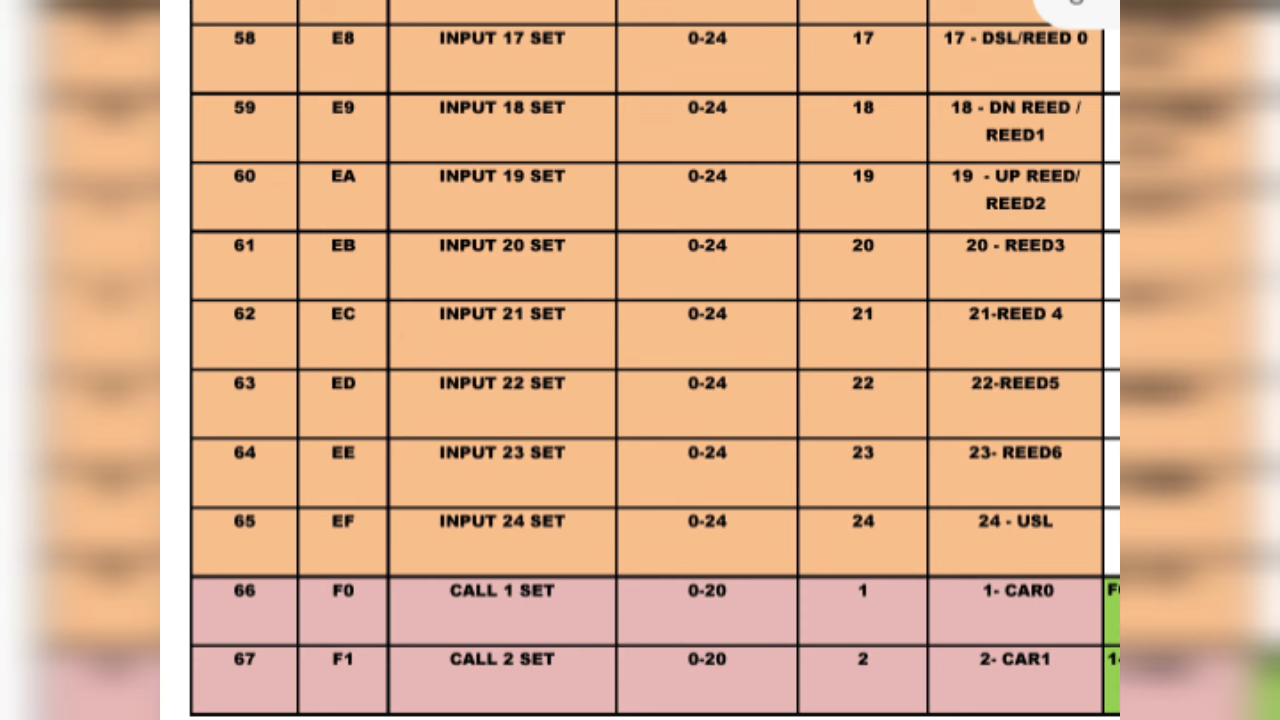 58 E8 INPUT 17 SET 0-24 17 17 - DSL/REED 0
59 E9 INPUT 18 SET 0-24 18 18 - DN REED /
REED1
60 EA INPUT 19 SET 0-24 19 19 - UP REED/
REED2
61 EB INPUT 20 SET 0-24 20 20 - REED3
62 EC INPUT 21 SET 0-24 21 21-REED 4
63 ED INPUT 22 SET 0-24 22 22-REED5
64 EE INPUT 23 SET 0-24 23 23- REED6
65 EF INPUT 24 SET 0-24 24 24 - USL
66 F0 CALL 1 SET 0-20 1 1- CAR0
67 F1 CALL 2 SET 0-20 2 2- CAR1